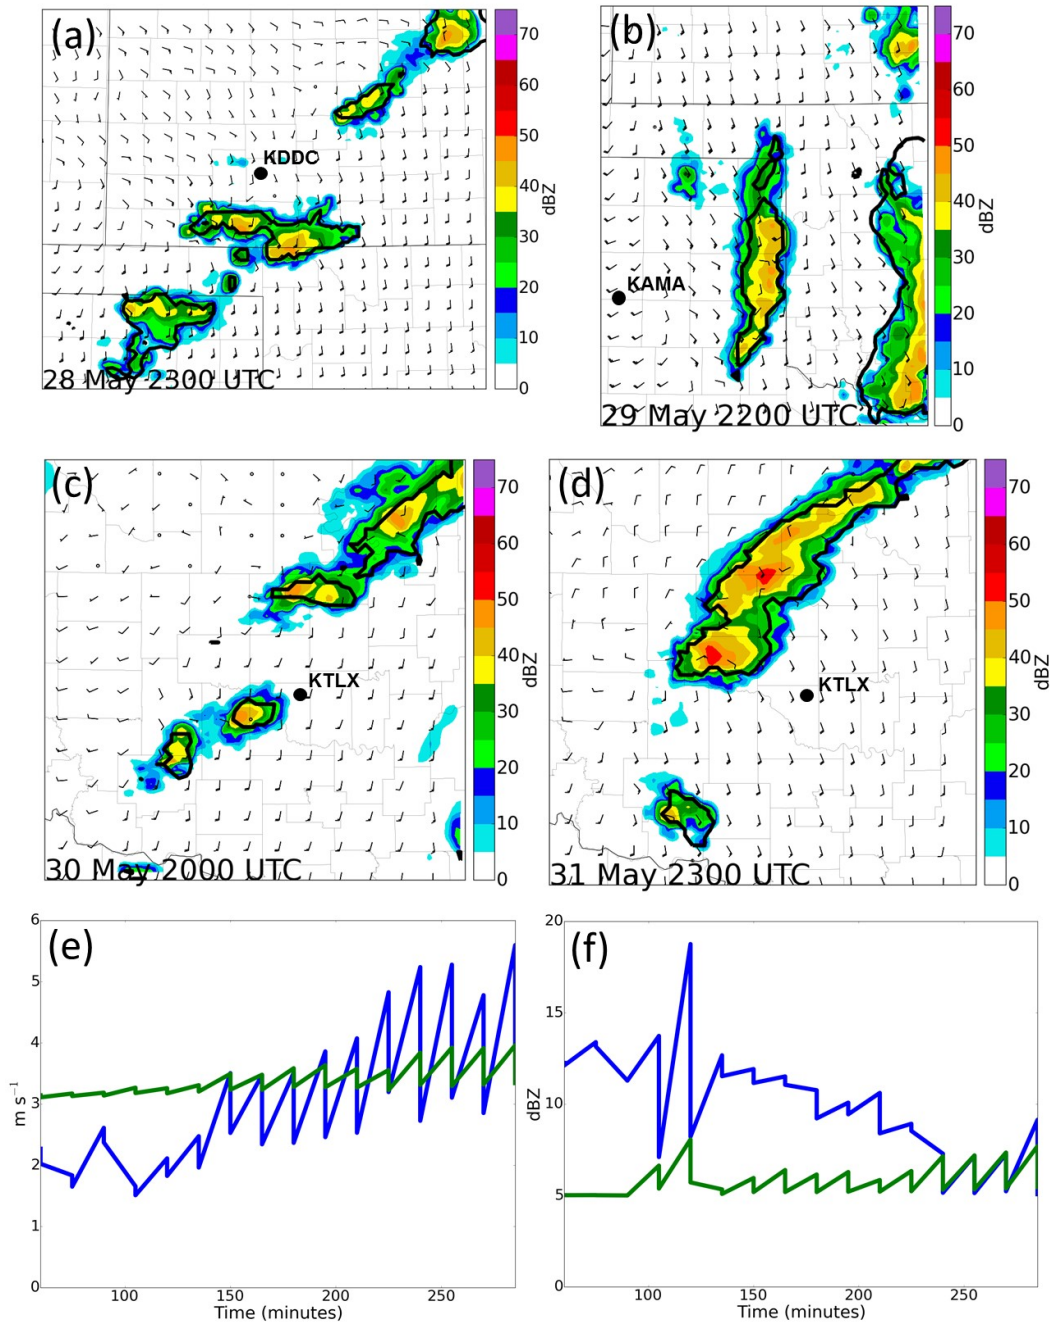 (a)
KDDC
28 May 2300 UTC
70
60
50
40
30
20
10
0
dBZ
(b)
KAMA
29 May 2200 UTC
70
60
50
40
30
20
10
0
dBZ
(c)
KTLX
30 May 2000 UTC
70
60
50
40
30
20
10
0
dBZ
(d)
KTLX
31 May 2300 UTC
70
60
50
40
30
20
10
0
dBZ
(e)
6
5
4
3
2
1
0
m s⁻¹
100 150 200 250
Time (minutes)
(f)
20
15
10
5
0
dBZ
100 150 200 250
Time (minutes)